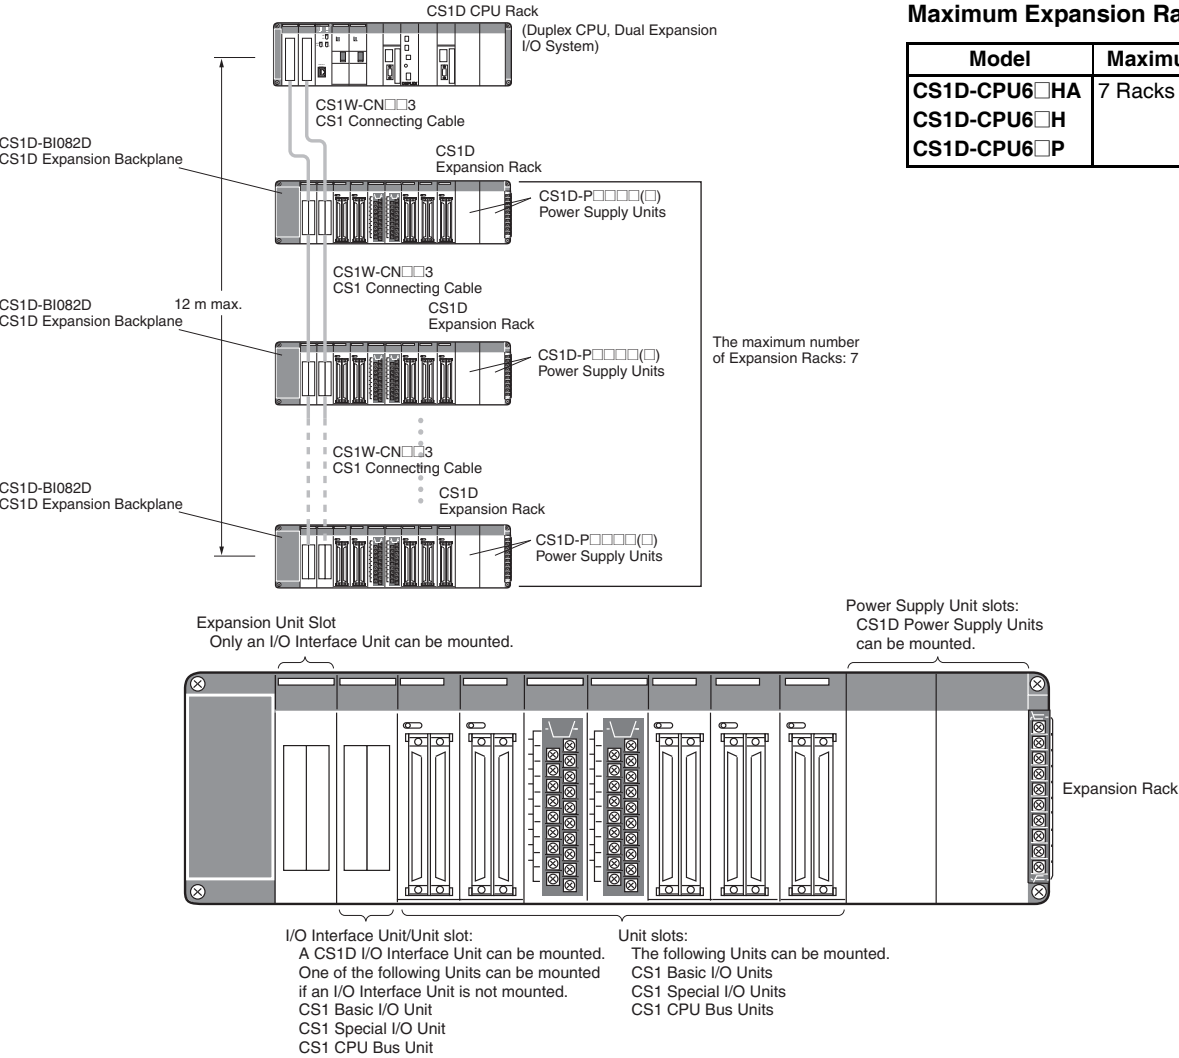 CS1D CPU Rack
(Duplex CPU, Dual Expansion
I/O System)
CS1W-CN□□3
CS1 Connecting Cable
CS1D-BI082D
CS1D Expansion Backplane
CS1D
Expansion Rack
CS1D-P□□□□(□)
Power Supply Units
CS1W-CN□□3
CS1 Connecting Cable
CS1D-BI082D
CS1D Expansion Backplane
12 m max.
CS1D
Expansion Rack
CS1D-P□□□□(□)
Power Supply Units
The maximum number
of Expansion Racks: 7
CS1W-CN□□3
CS1 Connecting Cable
CS1D-BI082D
CS1D Expansion Backplane
CS1D
Expansion Rack
CS1D-P□□□□(□)
Power Supply Units
Maximum Expansion Ra
Model Maximu
CS1D-CPU6□HA 7 Racks
CS1D-CPU6□H
CS1D-CPU6□P
Expansion Unit Slot
Only an I/O Interface Unit can be mounted.
Power Supply Unit slots:
CS1D Power Supply Units
can be mounted.
Expansion Rack
I/O Interface Unit/Unit slot:
A CS1D I/O Interface Unit can be mounted.
One of the following Units can be mounted
if an I/O Interface Unit is not mounted.
CS1 Basic I/O Unit
CS1 Special I/O Unit
CS1 CPU Bus Unit
Unit slots:
The following Units can be mounted.
CS1 Basic I/O Units
CS1 Special I/O Units
CS1 CPU Bus Units